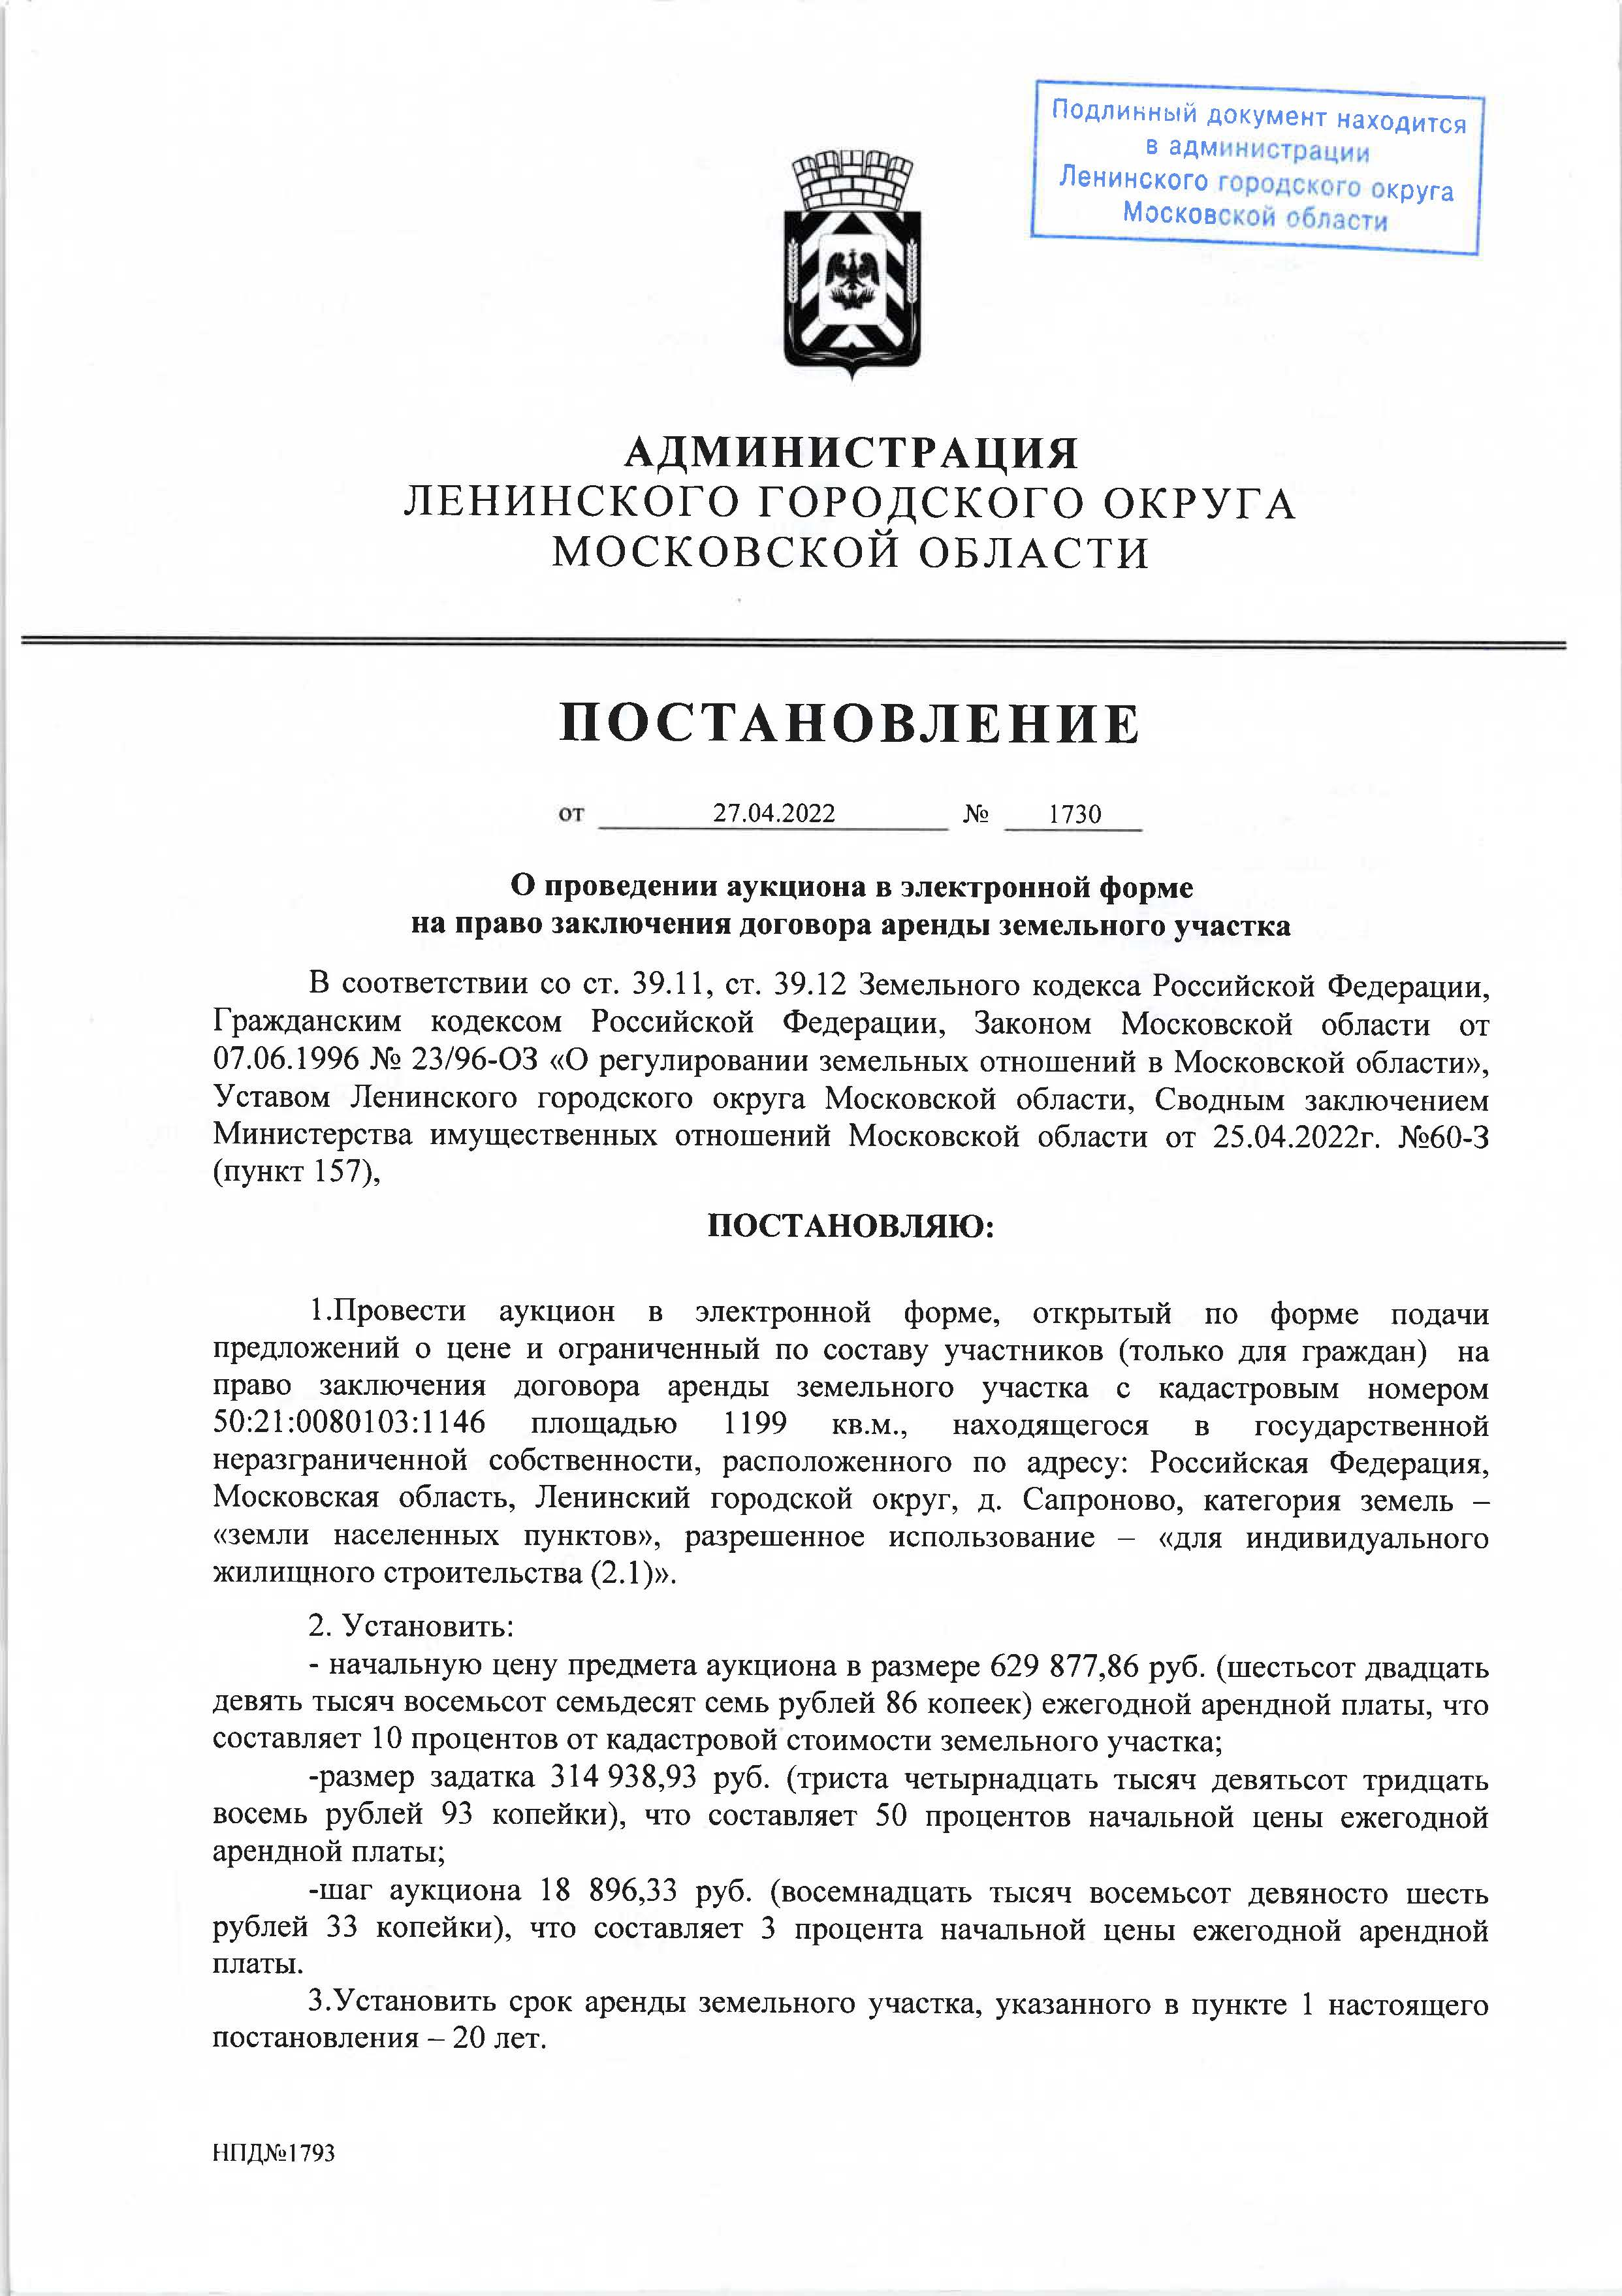 Подлинный документ находится
в администрации
Ленинского городского округа
Московской области
АДМИНИСТРАЦИЯ
ЛЕНИНСКОГО ГОРОДСКОГО ОКРУГА
МОСКОВСКОЙ ОБЛАСТИ
ПОСТАНОВЛЕНИЕ
от 27.04.2022 № 1730
О проведении аукциона в электронной форме
на право заключения договора аренды земельного участка
В соответствии со ст. 39.11, ст. 39.12 Земельного кодекса Российской Федерации,
Гражданским кодексом Российской Федерации, Законом Московской области от
07.06.1996 № 23/96-ОЗ «О регулировании земельных отношений в Московской области»,
Уставом Ленинского городского округа Московской области, Сводным заключением
Министерства имущественных отношений Московской области от 25.04.2022г. №60-З
(пункт 157),
ПОСТАНОВЛЯЮ:
1.Провести аукцион в электронной форме, открытый по форме подачи
предложений о цене и ограниченный по составу участников (только для граждан) на
право заключения договора аренды земельного участка с кадастровым номером
50:21:0080103:1146 площадью 1199 кв.м., находящегося в государственной
неразграниченной собственности, расположенного по адресу: Российская Федерация,
Московская область, Ленинский городской округ, д. Сапроново, категория земель –
«земли населенных пунктов», разрешенное использование – «для индивидуального
жилищного строительства (2.1)».
2. Установить:
- начальную цену предмета аукциона в размере 629 877,86 руб. (шестьсот двадцать
девять тысяч восемьсот семьдесят семь рублей 86 копеек) ежегодной арендной платы, что
составляет 10 процентов от кадастровой стоимости земельного участка;
-размер задатка 314 938,93 руб. (триста четырнадцать тысяч девятьсот тридцать
восемь рублей 93 копейки), что составляет 50 процентов начальной цены ежегодной
арендной платы;
-шаг аукциона 18 896,33 руб. (восемнадцать тысяч восемьсот девяносто шесть
рублей 33 копейки), что составляет 3 процента начальной цены ежегодной арендной
платы.
3.Установить срок аренды земельного участка, указанного в пункте 1 настоящего
постановления – 20 лет.
НПД№1793